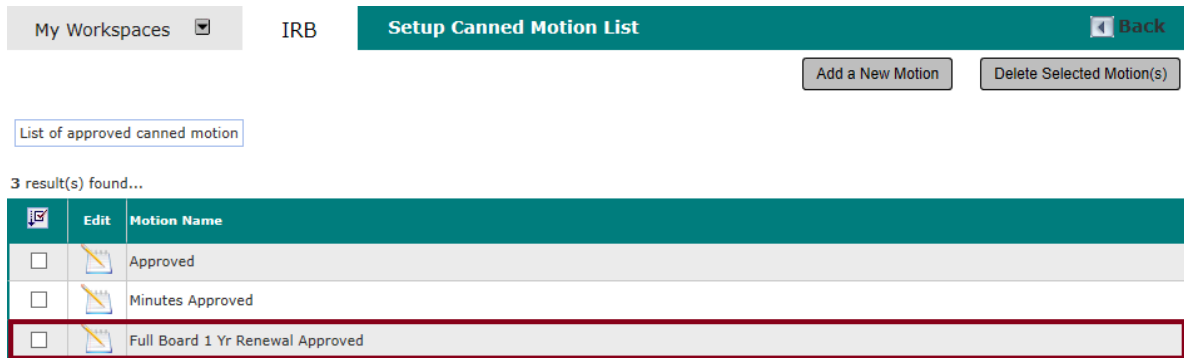 My Workspaces IRB Setup Canned Motion List Back
Add a New Motion Delete Selected Motion(s)
List of approved canned motion
3 result(s) found...
Edit Motion Name
Approved
Minutes Approved
Full Board 1 Yr Renewal Approved